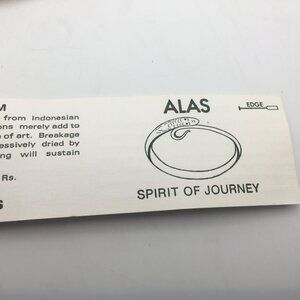 M
from Indonesian
ons merely add to
of art. Breakage
essively dried by
ng will sustain
Rs.
S
ALAS
EDGE
SPIRIT OF JOURNEY